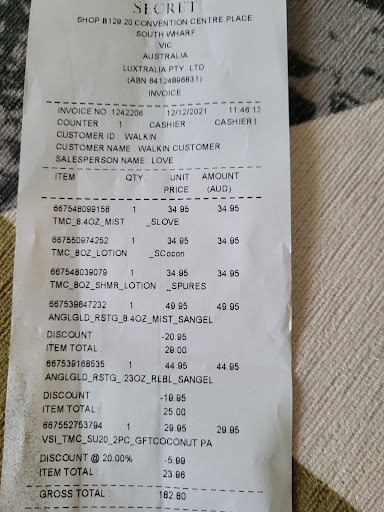 SECRET
SHOP B129.20 CONVENTION CENTRE PLACE
SOUTH WHARF
VIC
AUSTRALIA
LUXTRALIA PTY. LTD.
(ABN 64124896831)
INVOICE
INVOICE NO :1242206 12/12/2021 11:46:13
COUNTER 1 CASHIER CASHIER1
CUSTOMER ID : WALKIN
CUSTOMER NAME : WALKIN CUSTOMER
SALESPERSON NAME : LOVE
ITEM QTY UNIT AMOUNT
PRICE (AUD)
667548099158 1 34.95 34.95
TMC_8.4OZ_MIST _SLOVE
667550974252 1 34.95 34.95
TMC_8OZ_LOTION _SCocon
667548039079 1 34.95 34.95
TMC_8OZ_SHMR_LOTION _SPURES
667539847232 1 49.95 49.95
ANGLGLD_RSTG_8.4OZ_MIST_SANGEL
DISCOUNT -20.95
ITEM TOTAL : 29.00
667539168535 1 44.95 44.95
ANGLGLD_RSTG_.23OZ_RLBL_SANGEL
DISCOUNT -19.95
ITEM TOTAL : 25.00
667552753794 1 29.95 29.95
VSI_TMC_SU20_2PC_GFTCOCONUT PA
DISCOUNT @ 20.00% -5.99
ITEM TOTAL : 23.96
GROSS TOTAL : 182.80